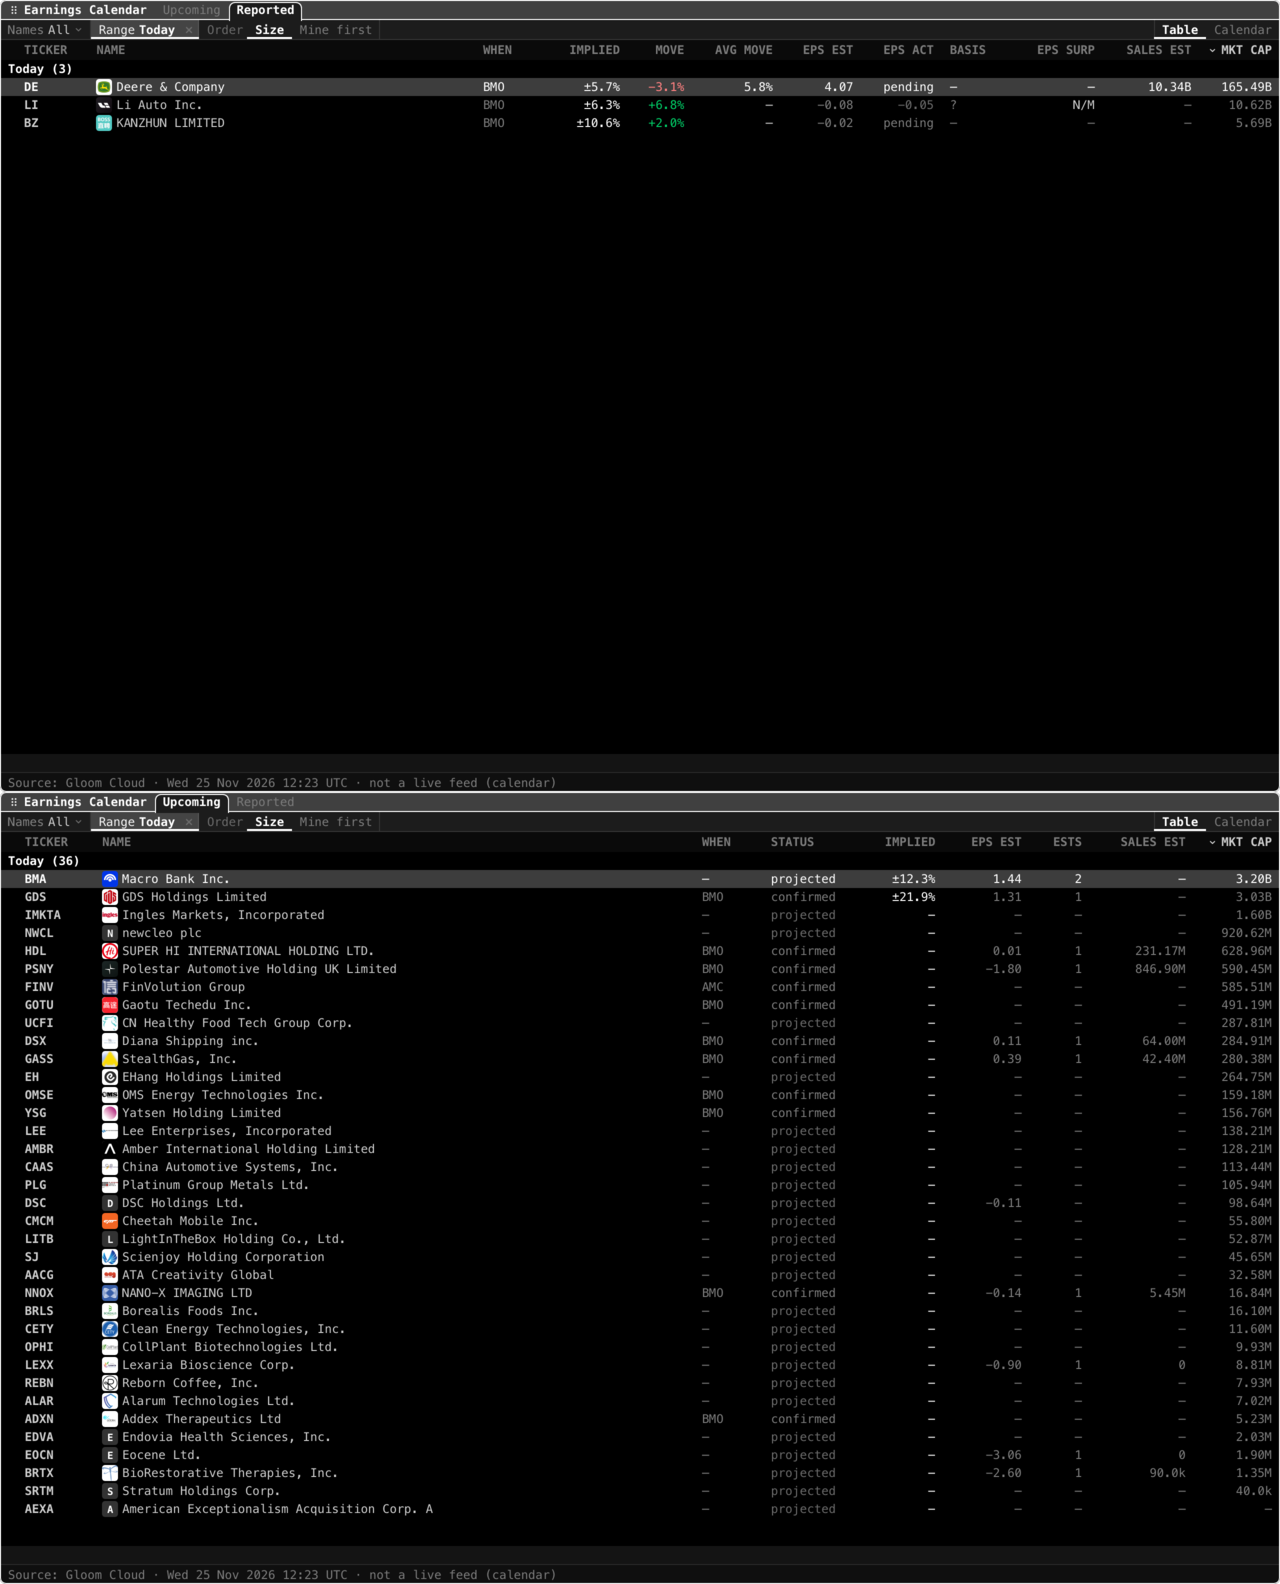 ⠿ Earnings Calendar Upcoming Reported
Names All Range Today × Order Size Mine first Table Calendar
TICKER NAME WHEN IMPLIED MOVE AVG MOVE EPS EST EPS ACT BASIS EPS SURP SALES EST MKT CAP
Today (3)
DE Deere & Company BMO ±5.7% −3.1% 5.8% 4.07 pending — — 10.34B 165.49B
LI Li Auto Inc. BMO ±6.3% +6.8% — −0.08 −0.05 ? N/M — 10.62B
BZ KANZHUN LIMITED BMO ±10.6% +2.0% — −0.02 pending — — — 5.69B
Source: Gloom Cloud · Wed 25 Nov 2026 12:23 UTC · not a live feed (calendar)
⠿ Earnings Calendar Upcoming Reported
Names All Range Today × Order Size Mine first Table Calendar
TICKER NAME WHEN STATUS IMPLIED EPS EST ESTS SALES EST MKT CAP
Today (36)
BMA Macro Bank Inc. — projected ±12.3% 1.44 2 — 3.20B
GDS GDS Holdings Limited BMO confirmed ±21.9% 1.31 1 — 3.03B
IMKTA Ingles Markets, Incorporated — projected — — — — 1.60B
NWCL N newcleo plc — projected — — — — 920.62M
HDL SUPER HI INTERNATIONAL HOLDING LTD. BMO confirmed — 0.01 1 231.17M 628.96M
PSNY Polestar Automotive Holding UK Limited BMO confirmed — −1.80 1 846.90M 590.45M
FINV FinVolution Group AMC confirmed — — — — 585.51M
GOTU Gaotu Techedu Inc. BMO confirmed — — — — 491.19M
UCFI CN Healthy Food Tech Group Corp. — projected — — — — 287.81M
DSX Diana Shipping inc. BMO confirmed — 0.11 1 64.00M 284.91M
GASS StealthGas, Inc. BMO confirmed — 0.39 1 42.40M 280.38M
EH EHang Holdings Limited — projected — — — — 264.75M
OMSE OMS Energy Technologies Inc. BMO confirmed — — — — 159.18M
YSG Yatsen Holding Limited BMO confirmed — — — — 156.76M
LEE Lee Enterprises, Incorporated — projected — — — — 138.21M
AMBR Amber International Holding Limited — projected — — — — 128.21M
CAAS China Automotive Systems, Inc. — projected — — — — 113.44M
PLG Platinum Group Metals Ltd. — projected — — — — 105.94M
DSC D DSC Holdings Ltd. — projected — −0.11 — — 98.64M
CMCM Cheetah Mobile Inc. — projected — — — — 55.80M
LITB L LightInTheBox Holding Co., Ltd. — projected — — — — 52.87M
SJ Scienjoy Holding Corporation — projected — — — — 45.65M
AACG ATA Creativity Global — projected — — — — 32.58M
NNOX NANO-X IMAGING LTD BMO confirmed — −0.14 1 5.45M 16.84M
BRLS Borealis Foods Inc. — projected — — — — 16.10M
CETY Clean Energy Technologies, Inc. — projected — — — — 11.60M
OPHI CollPlant Biotechnologies Ltd. — projected — — — — 9.93M
LEXX Lexaria Bioscience Corp. — projected — −0.90 1 0 8.81M
REBN Reborn Coffee, Inc. — projected — — — — 7.93M
ALAR Alarum Technologies Ltd. — projected — — — — 7.02M
ADXN Addex Therapeutics Ltd BMO confirmed — — — — 5.23M
EDVA E Endovia Health Sciences, Inc. — projected — — — — 2.03M
EOCN E Eocene Ltd. — projected — −3.06 1 0 1.90M
BRTX BioRestorative Therapies, Inc. — projected — −2.60 1 90.0k 1.35M
SRTM S Stratum Holdings Corp. — projected — — — — 40.0k
AEXA A American Exceptionalism Acquisition Corp. A — projected — — — — —
Source: Gloom Cloud · Wed 25 Nov 2026 12:23 UTC · not a live feed (calendar)